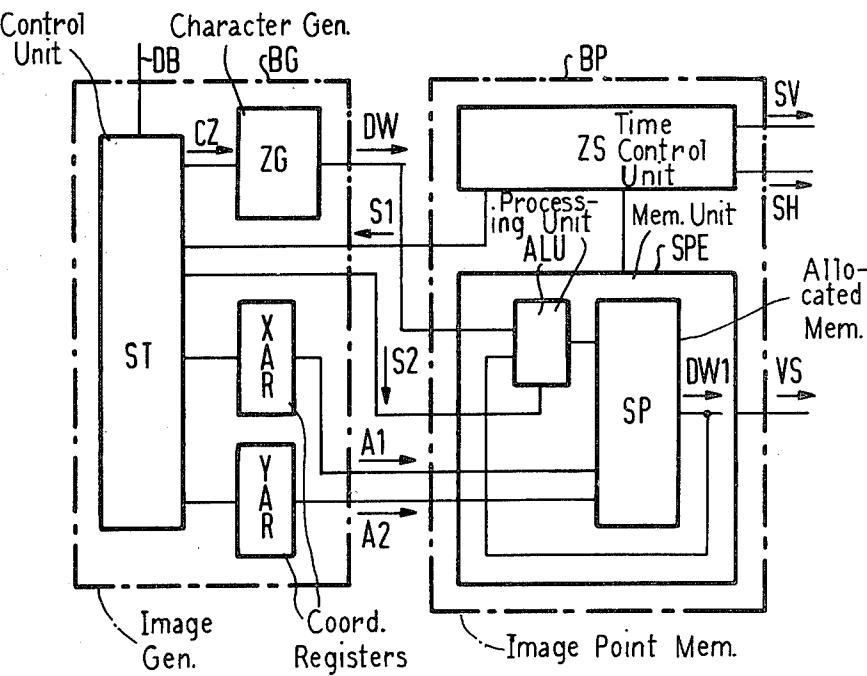 Control
Unit
DB
Character Gen.
BG
BP
CZ
ZG
DW
SV
Time
ZS Control
Unit
SH
S1
.Process-
ing Unit
ALU
Mem. Unit
SPE
Allo-
cated
Mem.
ST
X
A
R
S2
SP
DW1
VS
A1
Y
A
R
A2
Image
Gen.
Coord.
Registers
Image Point Mem.